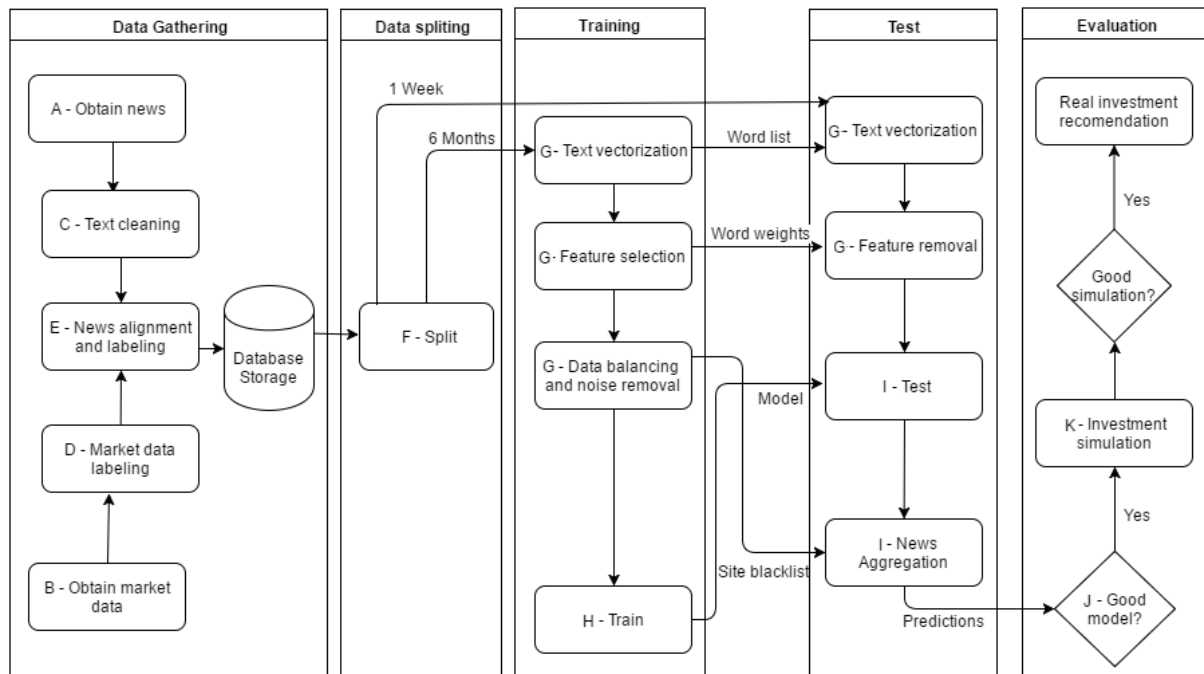 Data Gathering
A - Obtain news
C - Text cleaning
E - News alignment
and labeling
Database
Storage
D - Market data
labeling
B - Obtain market
data
Data spliting
1 Week
6 Months
F - Split
Training
G- Text vectorization
Word list
G- Feature selection
Word weights
G - Data balancing
and noise removal
Model
Site blacklist
H - Train
Test
G- Text vectorization
G - Feature removal
I - Test
I - News
Aggregation
Predictions
Evaluation
Real investment
recomendation
Yes
Good
simulation?
K - Investment
simulation
Yes
J - Good
model?